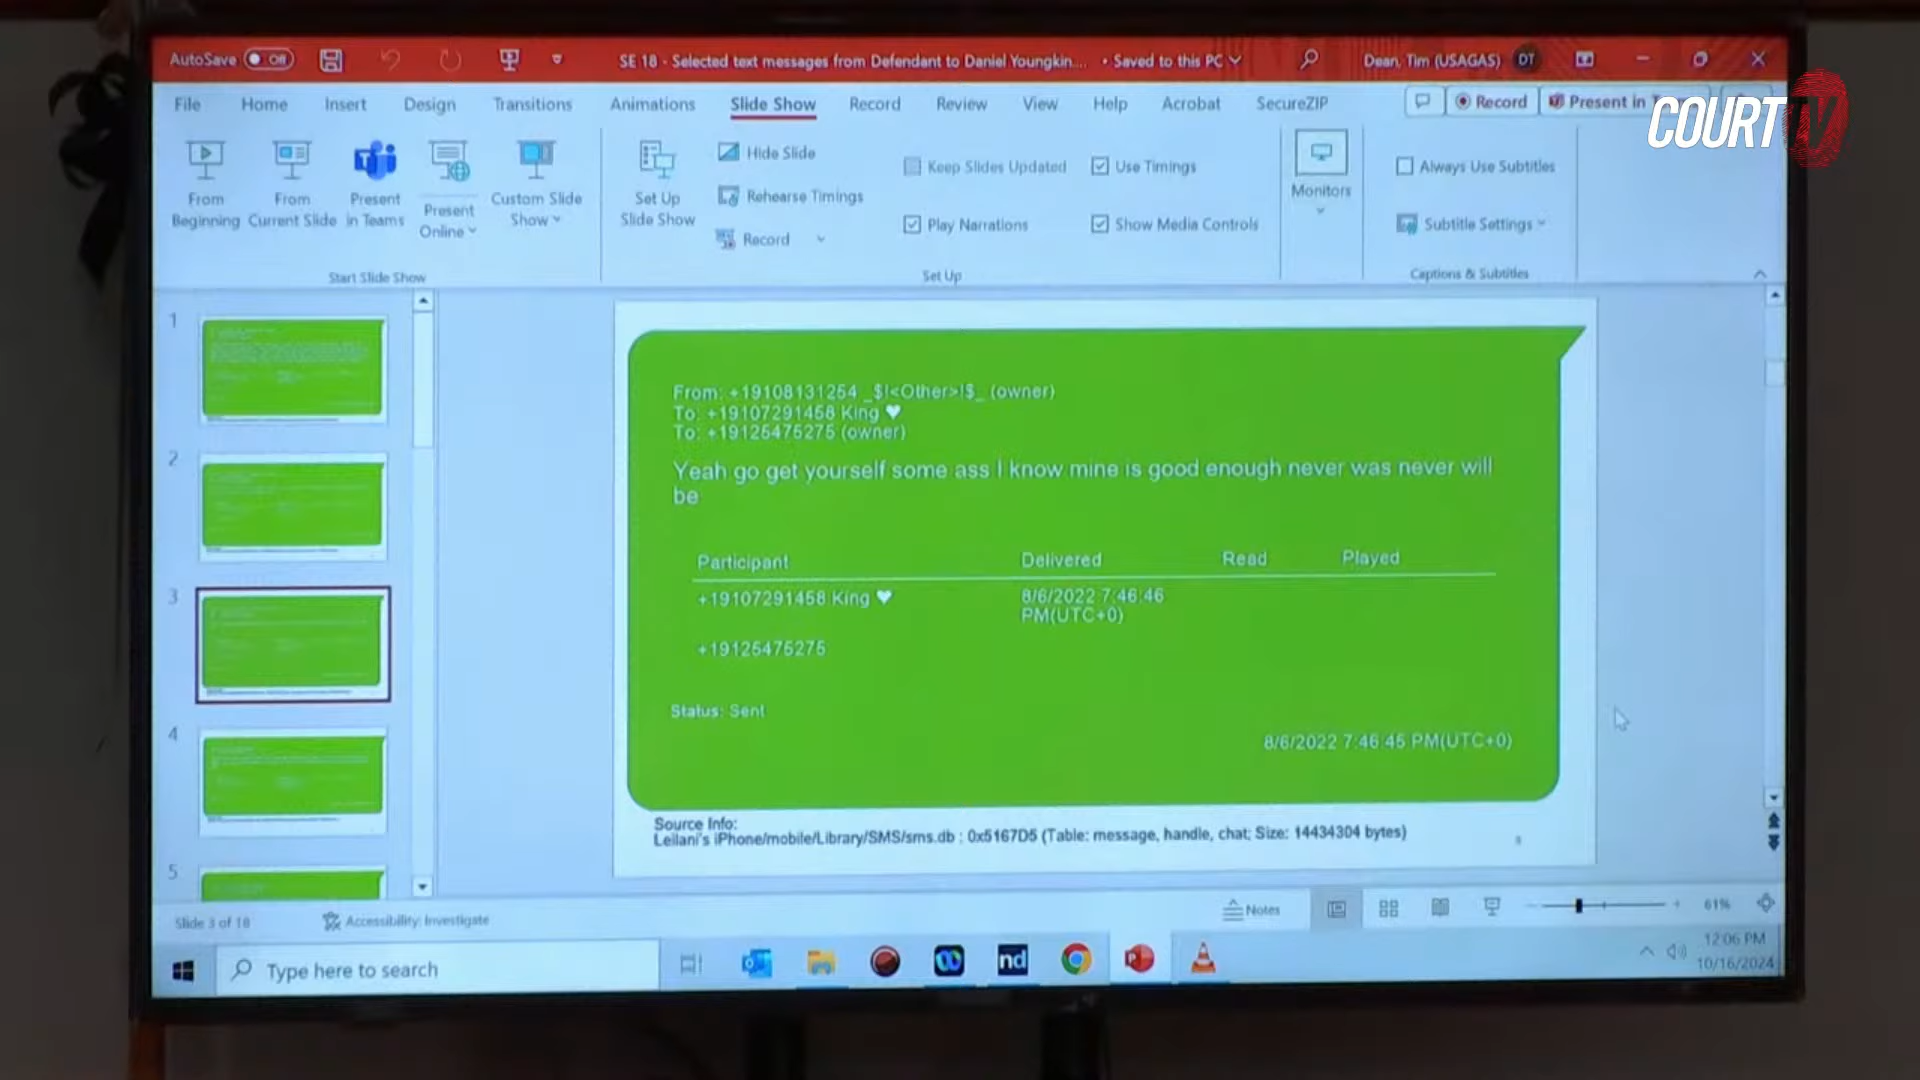 AutoSave Off SE 18 - Selected text messages from Defendant to Daniel Youngkin.... • Saved to this PC Dean, Tim (USAGAS) DT
File Home Insert Design Transitions Animations Slide Show Record Review View Help Acrobat SecureZIP Record Present in
COURT TV
From Beginning
From Current Slide
Present in Teams
Present Online
Custom Slide Show
Start Slide Show
Set Up Slide Show
Hide Slide
Rehearse Timings
Record
Keep Slides Updated
Play Narrations
Use Timings
Show Media Controls
Set Up
Monitors
Always Use Subtitles
Subtitle Settings
Captions & Subtitles
1
2
3
4
5
From: +19108131254 _$!<Other>!$_ (owner)
To: +19107291458 King ♥
To: +19125475275 (owner)
Yeah go get yourself some ass I know mine is good enough never was never will
be
Participant Delivered Read Played
+19107291458 King ♥ 8/6/2022 7:46:46
PM(UTC+0)
+19125475275
Status: Sent
8/6/2022 7:46:45 PM(UTC+0)
Source Info:
Leilani's iPhone/mobile/Library/SMS/sms.db : 0x5167D5 (Table: message, handle, chat; Size: 14434304 bytes)
Slide 3 of 18 Accessibility: Investigate Notes 61%
Type here to search
nd
12:06 PM
10/16/2024